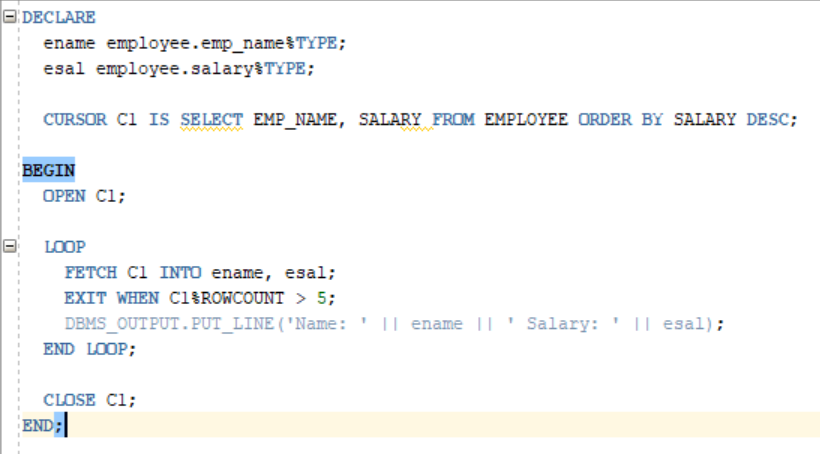 DECLARE
ename employee.emp_name%TYPE;
esal employee.salary%TYPE;
CURSOR C1 IS SELECT EMP_NAME, SALARY FROM EMPLOYEE ORDER BY SALARY DESC;
BEGIN
OPEN C1;
LOOP
FETCH C1 INTO ename, esal;
EXIT WHEN C1%ROWCOUNT > 5;
DBMS_OUTPUT.PUT_LINE('Name: ' || ename || ' Salary: ' || esal);
END LOOP;
CLOSE C1;
END;